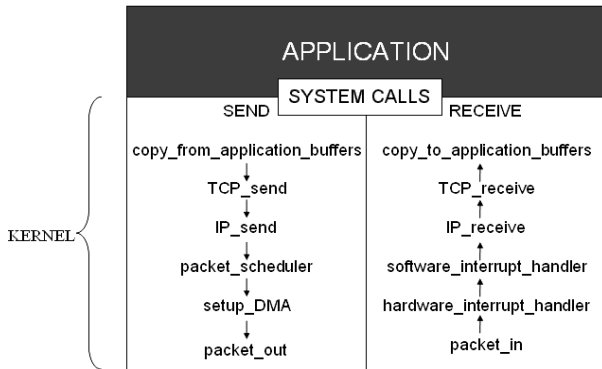 APPLICATION
SYSTEM CALLS
SEND
RECEIVE
copy_from_application_buffers
copy_to_application_buffers
TCP_send
TCP_receive
IP_send
IP_receive
KERNEL
packet_scheduler
software_interrupt_handler
setup_DMA
hardware_interrupt_handler
packet_out
packet_in